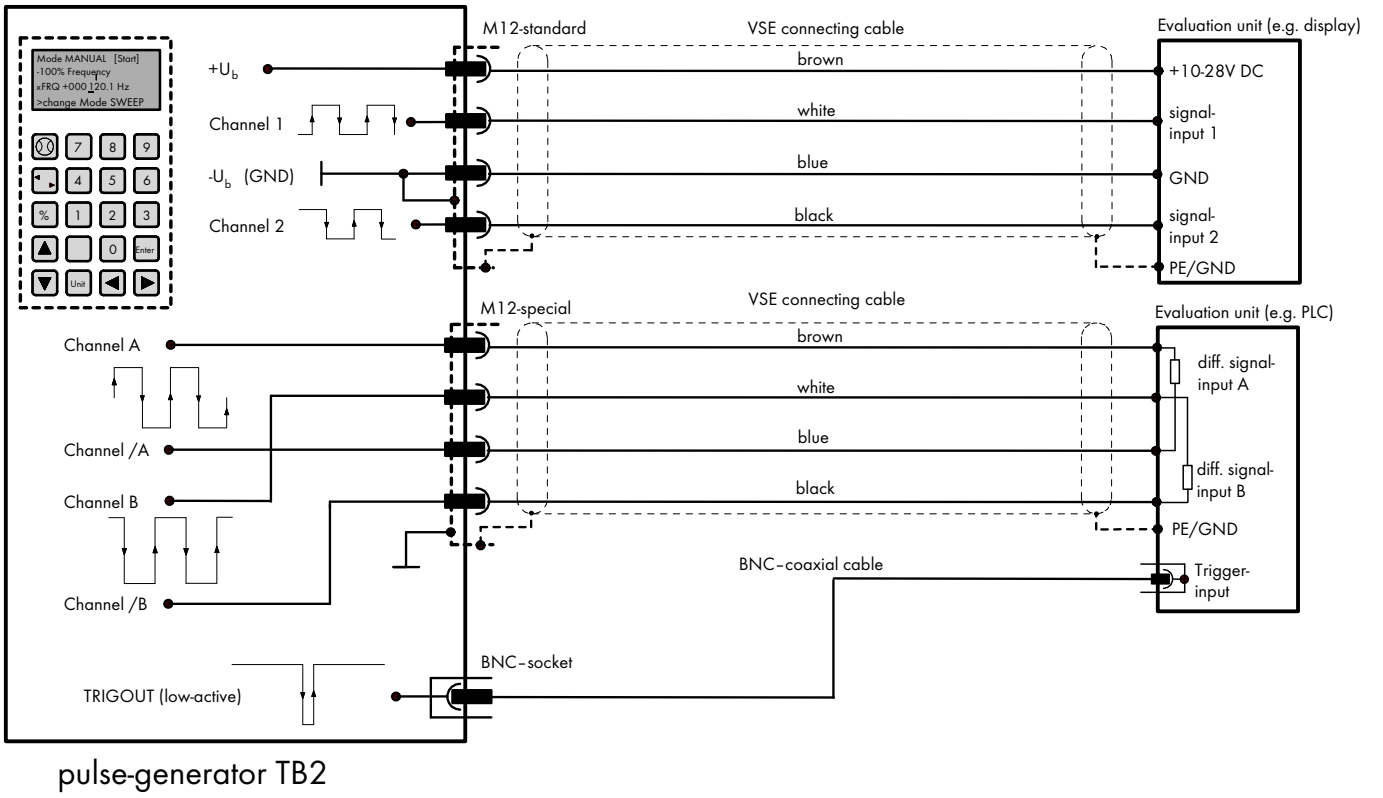 M12-standard
VSE connecting cable
Evaluation unit (e.g. display)
Mode MANUAL [Start]
-100% Frequency
xFRQ +000 120.1 Hz
>change Mode SWEEP
7 8 9
4 5 6
% 1 2 3
0 Enter
Unit
+Ub
brown
+10-28V DC
Channel 1
white
signal-
input 1
-Ub (GND)
blue
GND
Channel 2
black
signal-
input 2
PE/GND
M12-special
VSE connecting cable
Evaluation unit (e.g. PLC)
Channel A
brown
diff. signal-
input A
white
Channel /A
blue
diff. signal-
input B
Channel B
black
PE/GND
Channel /B
BNC-coaxial cable
Trigger-
input
BNC-socket
TRIGOUT (low-active)
pulse-generator TB2